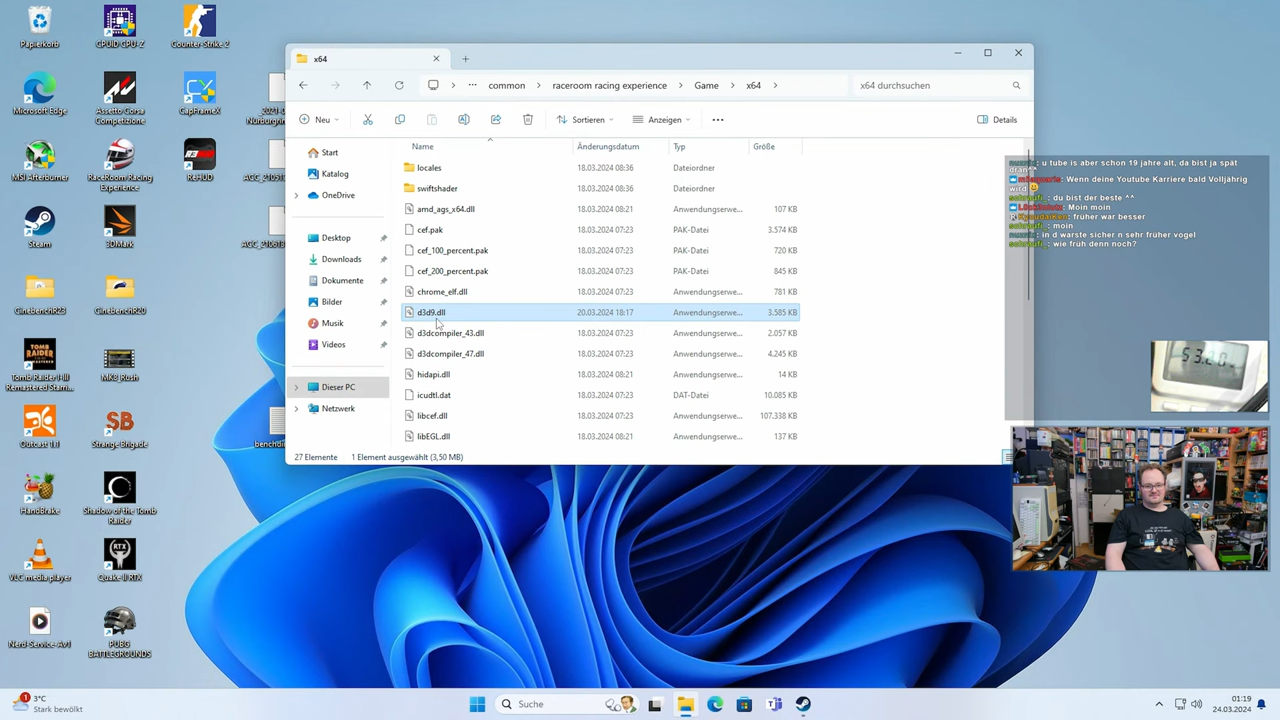 Papierkorb
CPUID CPU-Z
Counter-Strike 2
Microsoft Edge
Assetto Corsa
Competizione
CapFrameX
MSI Afterburner
RaceRoom Racing
Experience
REHUD
Steam
3DMark
CinebenchR23
CinebenchR20
Tomb Raider I-III
Remastered Starri...
MK8_Rush
Outcast 1.1
Strange Brigade
HandBrake
Shadow of the Tomb
Raider
VLC media player
Quake II RTX
Nerd-Service-Av1
PUBG
BATTLEGROUNDS
x64
common
raceroom racing experience
Game
x64
x64 durchsuchen
Neu
Sortieren
Anzeigen
Details
Start
Katalog
OneDrive
Desktop
Downloads
Dokumente
Bilder
Musik
Videos
Dieser PC
Netzwerk
Name Änderungsdatum Typ Größe
locales 18.03.2024 08:36 Dateiordner
swiftshader 18.03.2024 08:36 Dateiordner
amd_ags_x64.dll 18.03.2024 08:21 Anwendungserwe... 107 KB
cef.pak 18.03.2024 07:23 PAK-Datei 3.574 KB
cef_100_percent.pak 18.03.2024 07:23 PAK-Datei 720 KB
cef_200_percent.pak 18.03.2024 07:23 PAK-Datei 845 KB
chrome_elf.dll 18.03.2024 08:21 Anwendungserwe... 781 KB
d3d9.dll 20.03.2024 18:17 Anwendungserwe... 3.585 KB
d3dcompiler_43.dll 18.03.2024 07:23 Anwendungserwe... 2.057 KB
d3dcompiler_47.dll 18.03.2024 07:23 Anwendungserwe... 4.245 KB
hidapi.dll 18.03.2024 08:21 Anwendungserwe... 14 KB
icudtl.dat 18.03.2024 07:23 DAT-Datei 10.085 KB
libcef.dll 18.03.2024 07:23 Anwendungserwe... 107.338 KB
libEGL.dll 18.03.2024 08:21 Anwendungserwe... 137 KB
27 Elemente 1 Element ausgewählt (3,50 MB)
: u tube is aber schon 19 jahre alt, da bist ja spät
dran^^
: Wenn deine Youtube Karriere bald Volljährig
wird
: du bist der beste ^^
: Moin moin
: früher war besser
: moin
: in d warste sicher n sehr früher vogel
: wie früh denn noch?
3°C
Stark bewölkt
Suche
01:19
24.03.2024